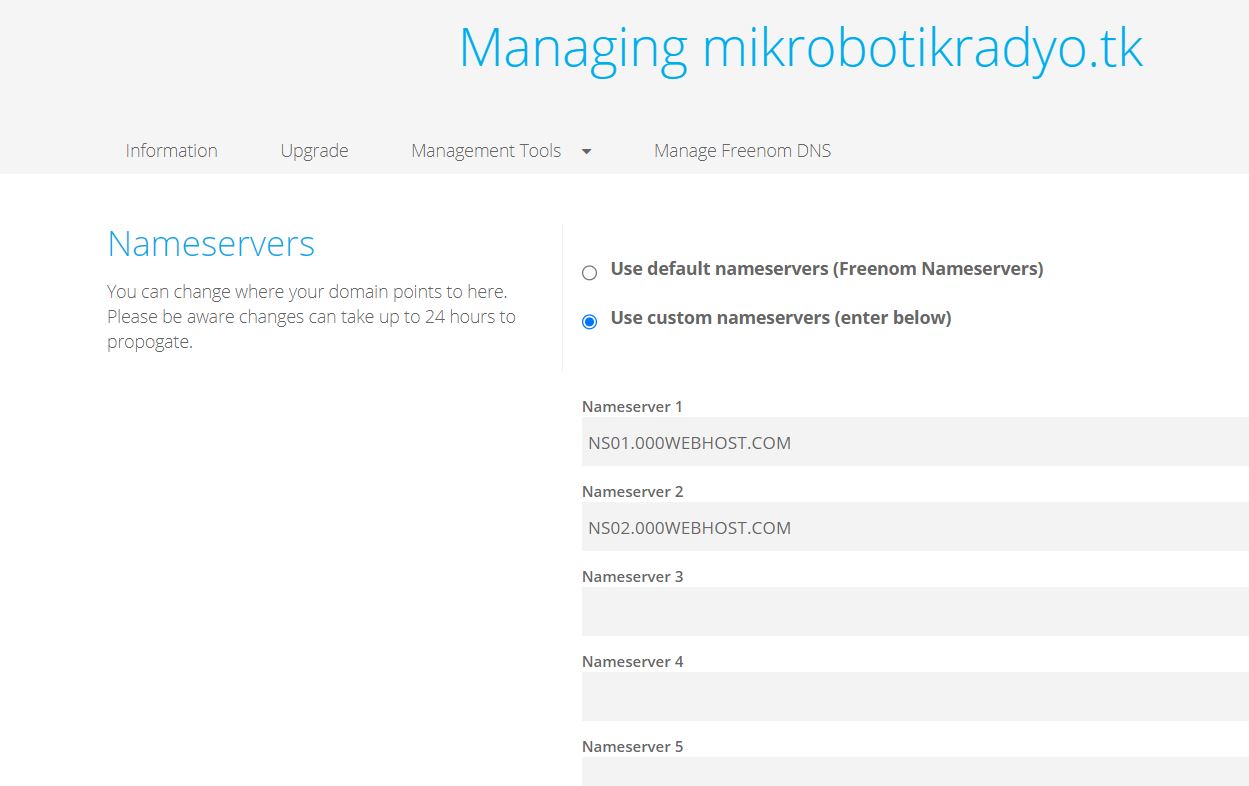 Managing mikrobotikradyo.tk
Information
Upgrade
Management Tools
Manage Freenom DNS
Nameservers
You can change where your domain points to here.
Please be aware changes can take up to 24 hours to
propogate.
Use default nameservers (Freenom Nameservers)
Use custom nameservers (enter below)
Nameserver 1
NS01.000WEBHOST.COM
Nameserver 2
NS02.000WEBHOST.COM
Nameserver 3
Nameserver 4
Nameserver 5